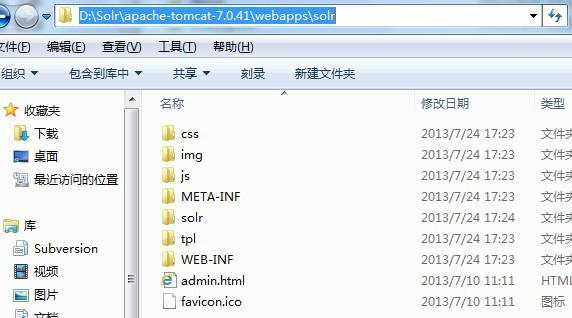 D:\Solr\apache-tomcat-7.0.41\webapps\solr
文件(F) 编辑(E) 查看(V) 工具(T) 帮助(H)
组织 包含到库中 共享 刻录 新建文件夹
收藏夹
下载
桌面
最近访问的位置
库
Subversion
视频
图片
文档
名称 修改日期 类型
css 2013/7/24 17:23 文件夹
img 2013/7/24 17:23 文件夹
js 2013/7/24 17:23 文件夹
META-INF 2013/7/24 17:23 文件夹
solr 2013/7/24 17:24 文件夹
tpl 2013/7/24 17:23 文件夹
WEB-INF 2013/7/24 17:23 文件夹
admin.html 2013/7/10 11:11 HTML
favicon.ico 2013/7/10 11:11 图标